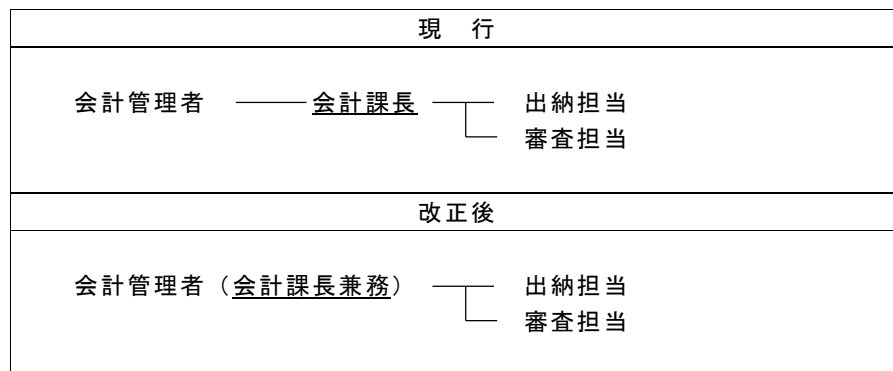 現　行
会計管理者　会計課長　出納担当
審査担当
改正後
会計管理者（会計課長兼務）　出納担当
審査担当